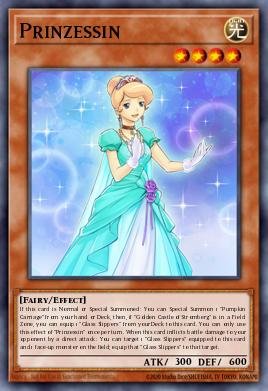 PRINZESSIN
[FAIRY/EFFECT]
If this card is Normal or Special Summoned: You can Special Summon 1 "Pumpkin
Carriage" from your hand or Deck, then, if "Golden Castle of Stromberg" is in a Field
Zone, you can equip 1 "Glass Slippers" from your Deck to this card. You can only use
this effect of "Prinzessin" once per turn. When this card inflicts battle damage to your
opponent by a direct attack: You can target 1 "Glass Slippers" equipped to this card
and 1 face-up monster on the field; equip that "Glass Slippers" to that target.
ATK/ 300 DEF/ 600